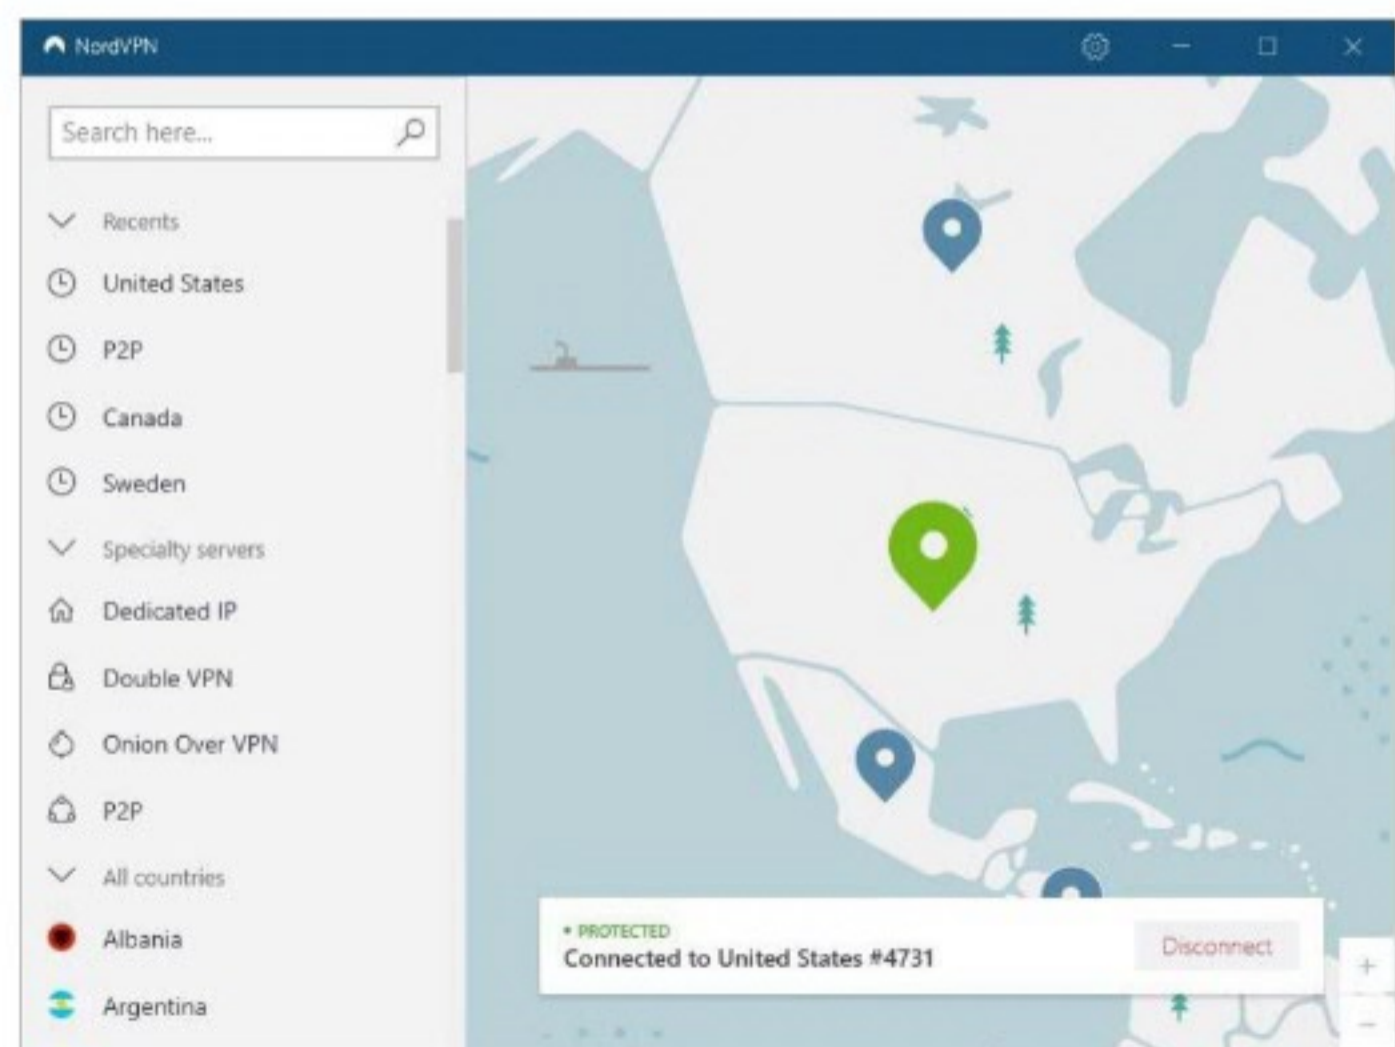 NordVPN
Search here...
Recents
United States
P2P
Canada
Sweden
Specialty servers
Dedicated IP
Double VPN
Onion Over VPN
P2P
All countries
Albania
Argentina
• PROTECTED
Connected to United States #4731
Disconnect